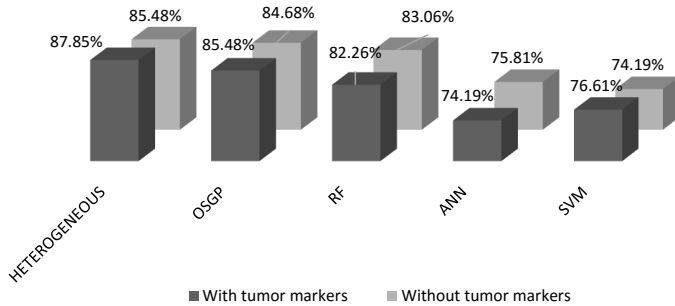 87.85%
85.48%
85.48%
84.68%
82.26%
83.06%
74.19%
75.81%
76.61%
74.19%
HETEROGENEOUS
OSGP
RF
ANN
SVM
With tumor markers
Without tumor markers